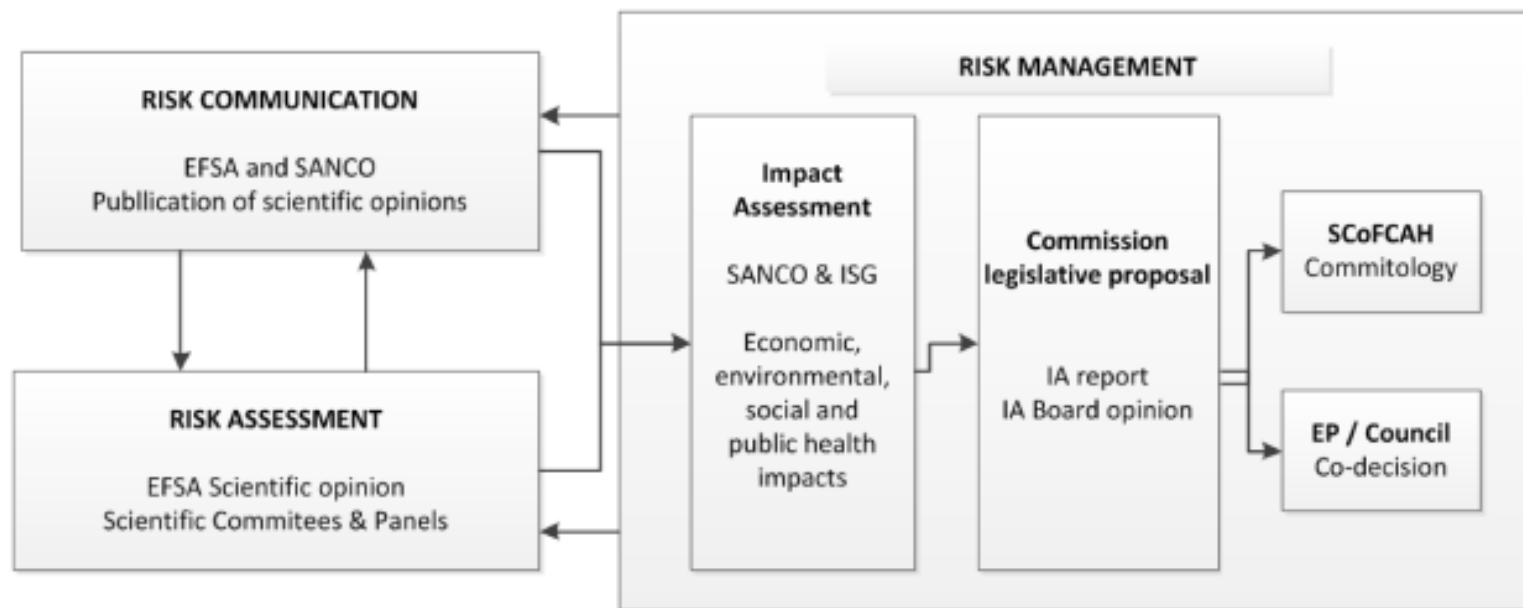 RISK COMMUNICATION
EFSA and SANCO
Publlication of scientific opinions
RISK ASSESSMENT
EFSA Scientific opinion
Scientific Commitees & Panels
RISK MANAGEMENT
Impact
Assessment
SANCO & ISG
Economic,
environmental,
social and
public health
impacts
Commission
legislative proposal
IA report
IA Board opinion
SCoFCAH
Commitology
EP / Council
Co-decision